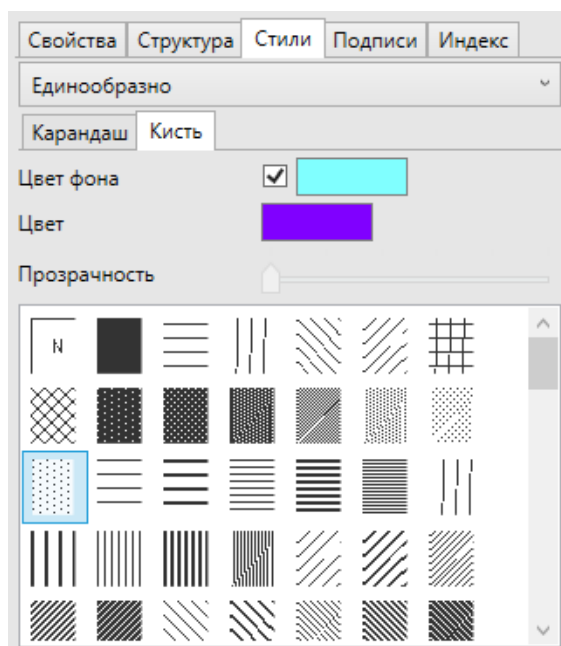 Свойства Структура Стили Подписи Индекс
Единообразно
Карандаш Кисть
Цвет фона
Цвет
Прозрачность
N